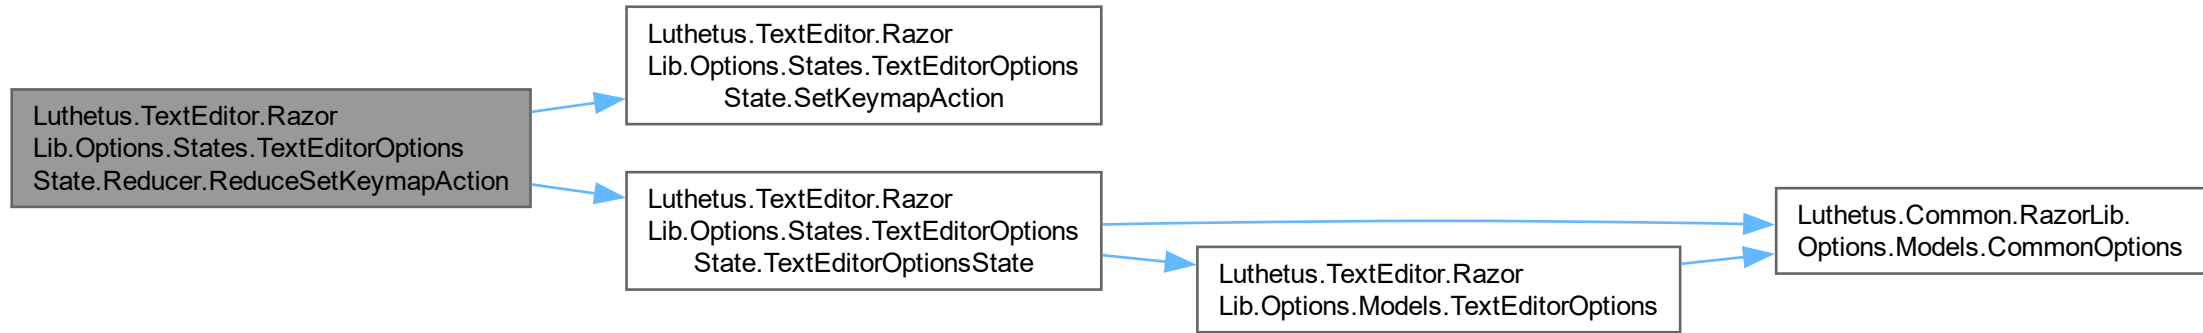 Luthetus.TextEditor.Razor
Lib.Options.States.TextEditorOptions
State.Reducer.ReduceSetKeymapAction
Luthetus.TextEditor.Razor
Lib.Options.States.TextEditorOptions
State.SetKeymapAction
Luthetus.TextEditor.Razor
Lib.Options.States.TextEditorOptions
State.TextEditorOptionsState
Luthetus.TextEditor.Razor
Lib.Options.Models.TextEditorOptions
Luthetus.Common.RazorLib.
Options.Models.CommonOptions